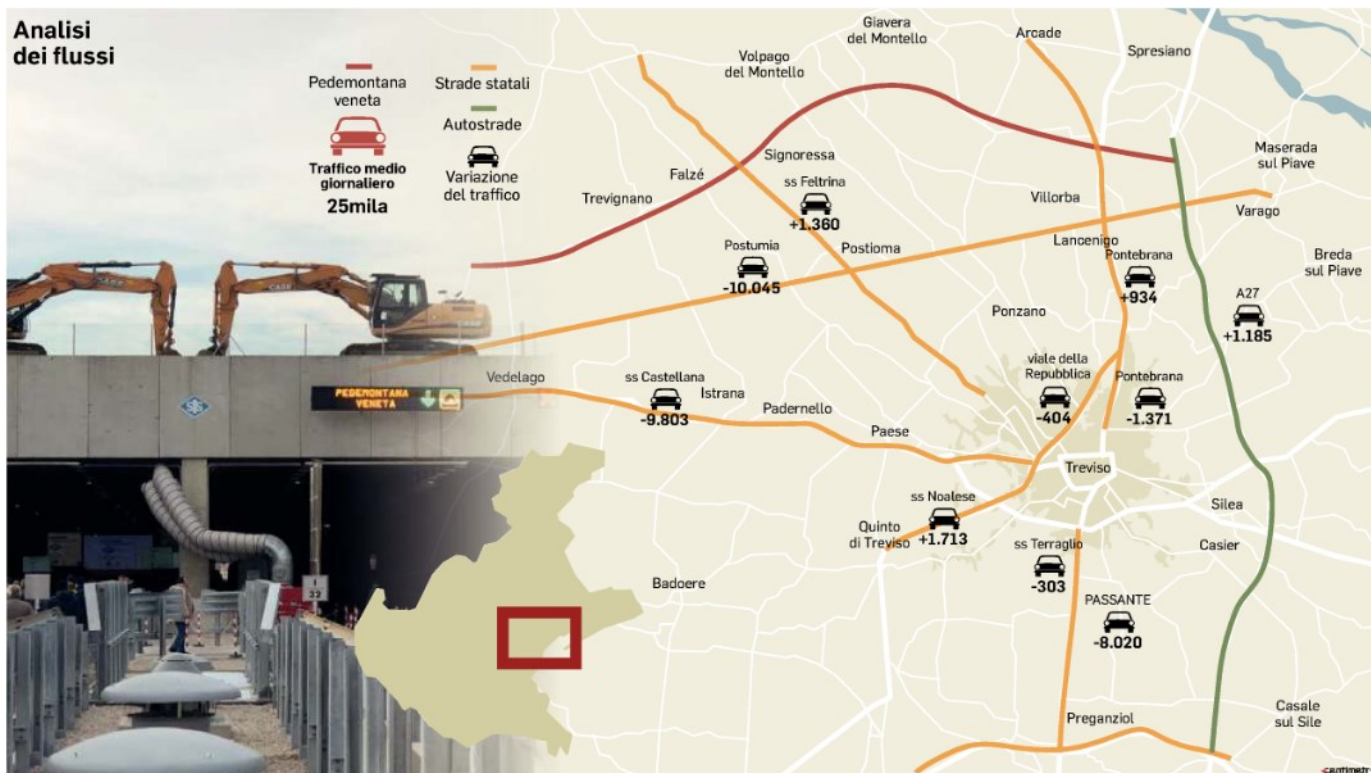 Analisi
dei flussi
Pedemontana
veneta
Traffico medio
giornaliero
25mila
Strade statali
Autostrade
Variazione
del traffico
Giavera
del Montello
Arcade
Spresiano
Volpago
del Montello
Maserada
sul Piave
Signoressa
Falzé
Trevignano
ss Feltrina
+1.360
Villorba
Varago
Postumia
-10.045
Postioma
Lancenigo
Pontebrana
+934
Breda
sul Piave
A27
+1.185
Ponzano
viale della
Repubblica
-404
Pontebrana
-1.371
Vedelago
ss Castellana
-9.803
Istrana
Padernello
Paese
PEDEMONTANA
VENETA
CASE
Treviso
Silea
ss Noalese
+1.713
Quinto
di Treviso
ss Terraglio
-303
Casier
Badoere
PASSANTE
-8.020
Preganziol
Casale
sul Sile
centimetri